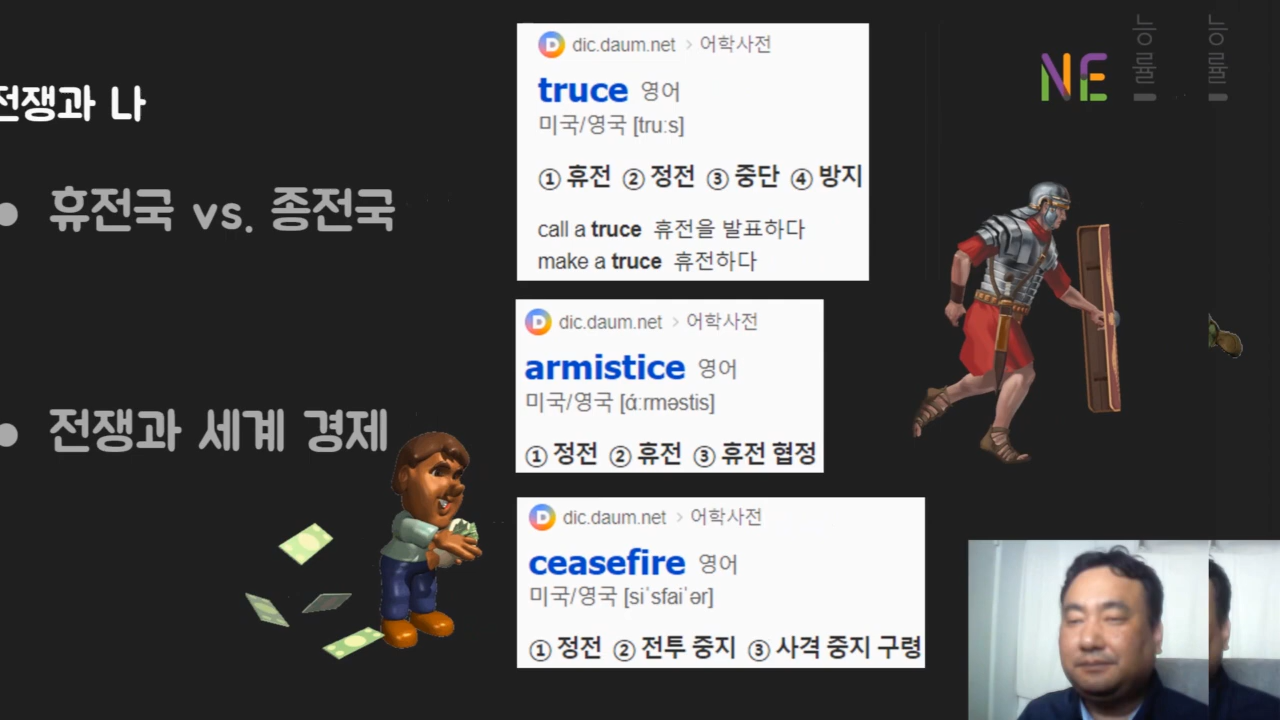 전쟁과 나
휴전국 vs. 종전국
전쟁과 세계 경제
dic.daum.net › 어학사전
truce 영어
미국/영국 [tru:s]
① 휴전 ② 정전 ③ 중단 ④ 방지
call a truce 휴전을 발표하다
make a truce 휴전하다
dic.daum.net › 어학사전
armistice 영어
미국/영국 [ɑ́:rməstis]
① 정전 ② 휴전 ③ 휴전 협정
dic.daum.net › 어학사전
ceasefire 영어
미국/영국 [siˈsfaiˈər]
① 정전 ② 전투 중지 ③ 사격 중지 구령
NE 능률 능률